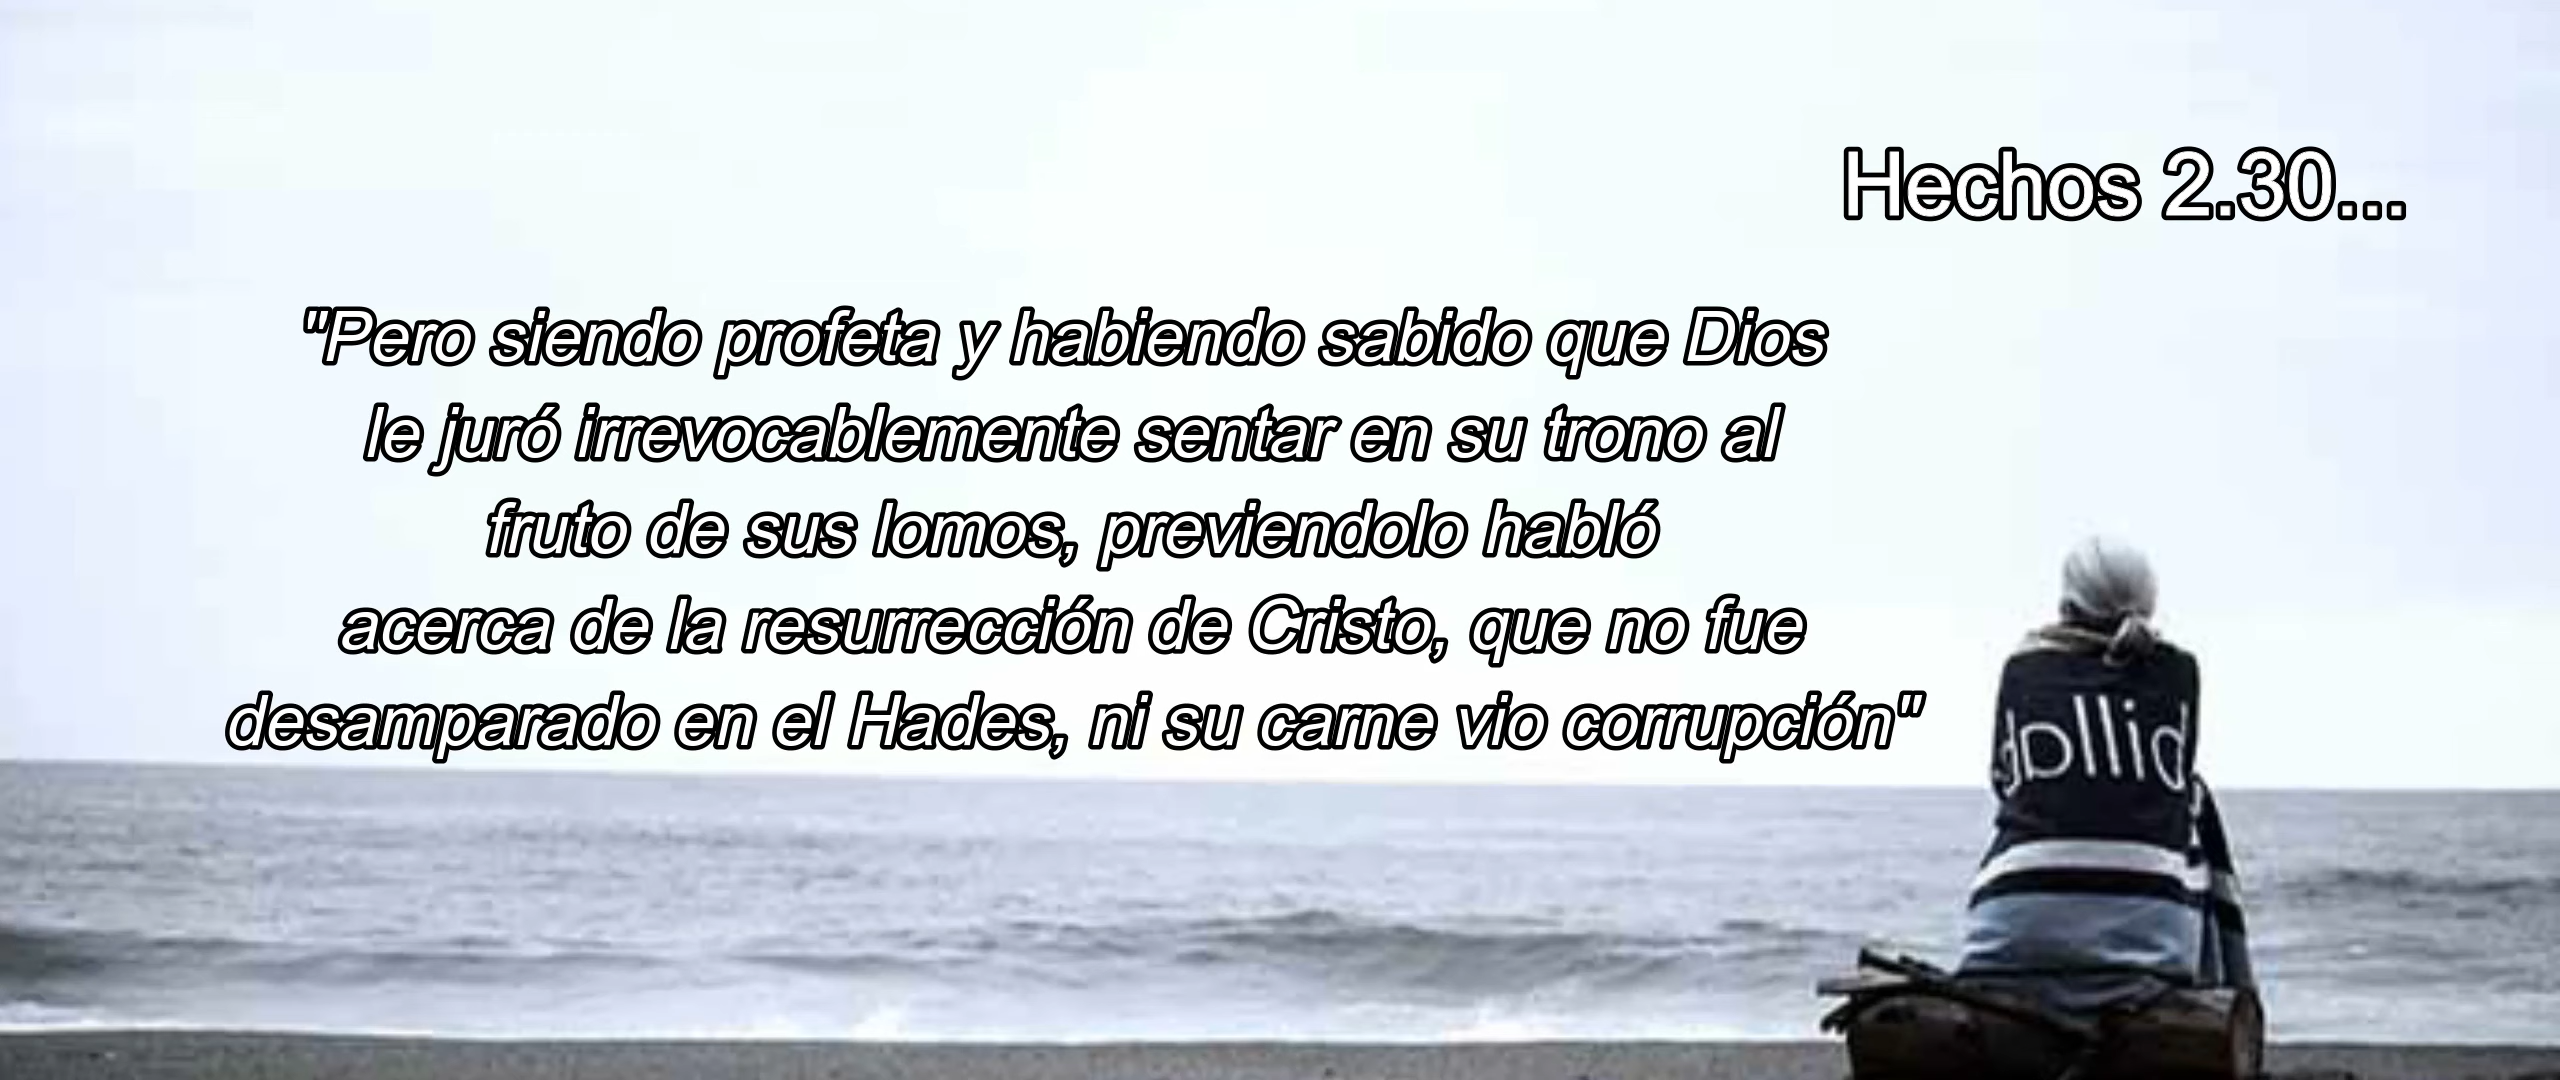 Hechos 2.30...
"Pero siendo profeta y habiendo sabido que Dios
le juró irrevocablemente sentar en su trono al
fruto de sus lomos, previendolo habló
acerca de la resurrección de Cristo, que no fue
desamparado en el Hades, ni su carne vio corrupción"